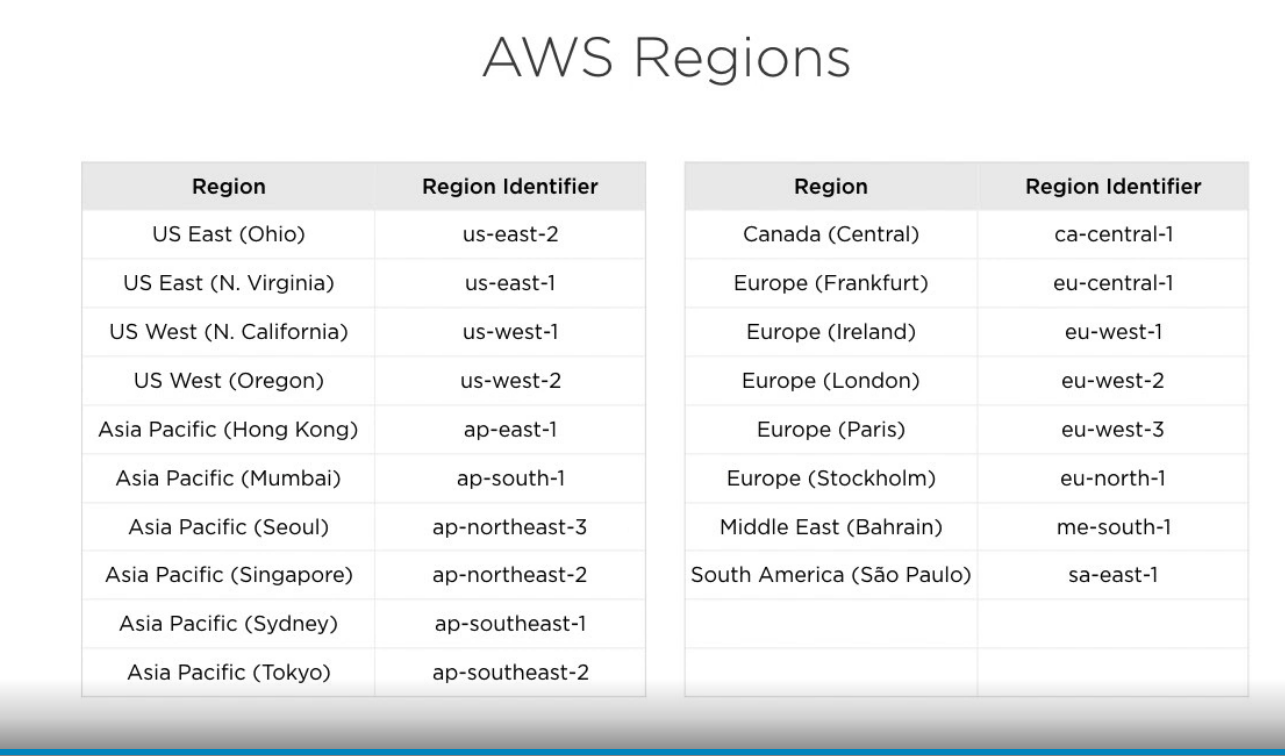 AWS Regions
Region Region Identifier
US East (Ohio) us-east-2
US East (N. Virginia) us-east-1
US West (N. California) us-west-1
US West (Oregon) us-west-2
Asia Pacific (Hong Kong) ap-east-1
Asia Pacific (Mumbai) ap-south-1
Asia Pacific (Seoul) ap-northeast-3
Asia Pacific (Singapore) ap-northeast-2
Asia Pacific (Sydney) ap-southeast-1
Asia Pacific (Tokyo) ap-southeast-2
Region Region Identifier
Canada (Central) ca-central-1
Europe (Frankfurt) eu-central-1
Europe (Ireland) eu-west-1
Europe (London) eu-west-2
Europe (Paris) eu-west-3
Europe (Stockholm) eu-north-1
Middle East (Bahrain) me-south-1
South America (São Paulo) sa-east-1